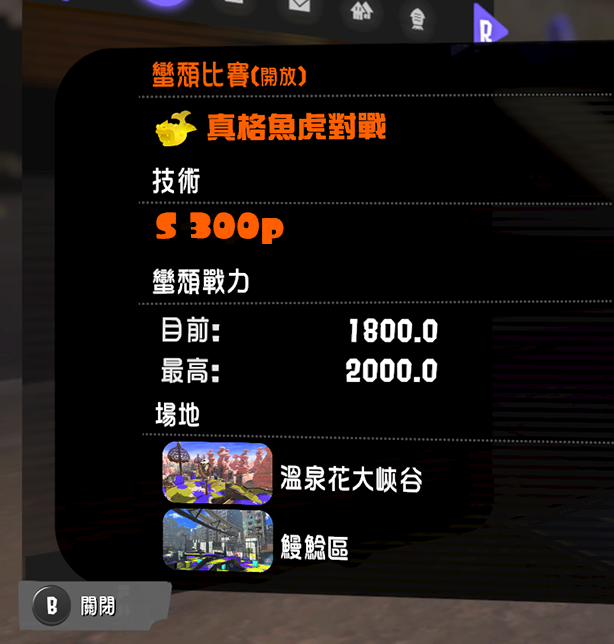 R
蠻頹比賽(開放)
真格魚虎對戰
技術
S 300p
蠻頹戰力
目前: 1800.0
最高: 2000.0
場地
溫泉花大峽谷
鰻鯰區
B 關閉